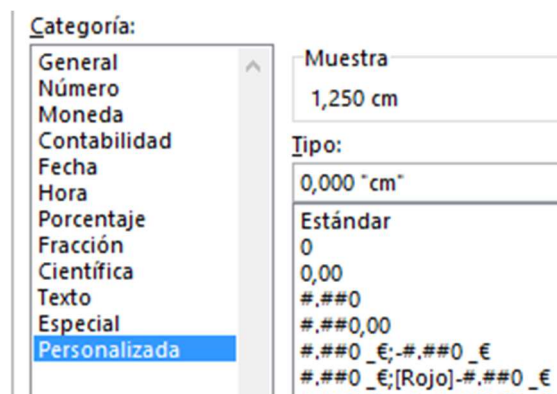 Categoría:
General
Número
Moneda
Contabilidad
Fecha
Hora
Porcentaje
Fracción
Científica
Texto
Especial
Personalizada
Muestra
1,250 cm
Tipo:
0,000 "cm"
Estándar
0
0,00
#.##0
#.##0,00
#.##0 _€;-#.##0 _€
#.##0 _€;[Rojo]-#.##0 _€